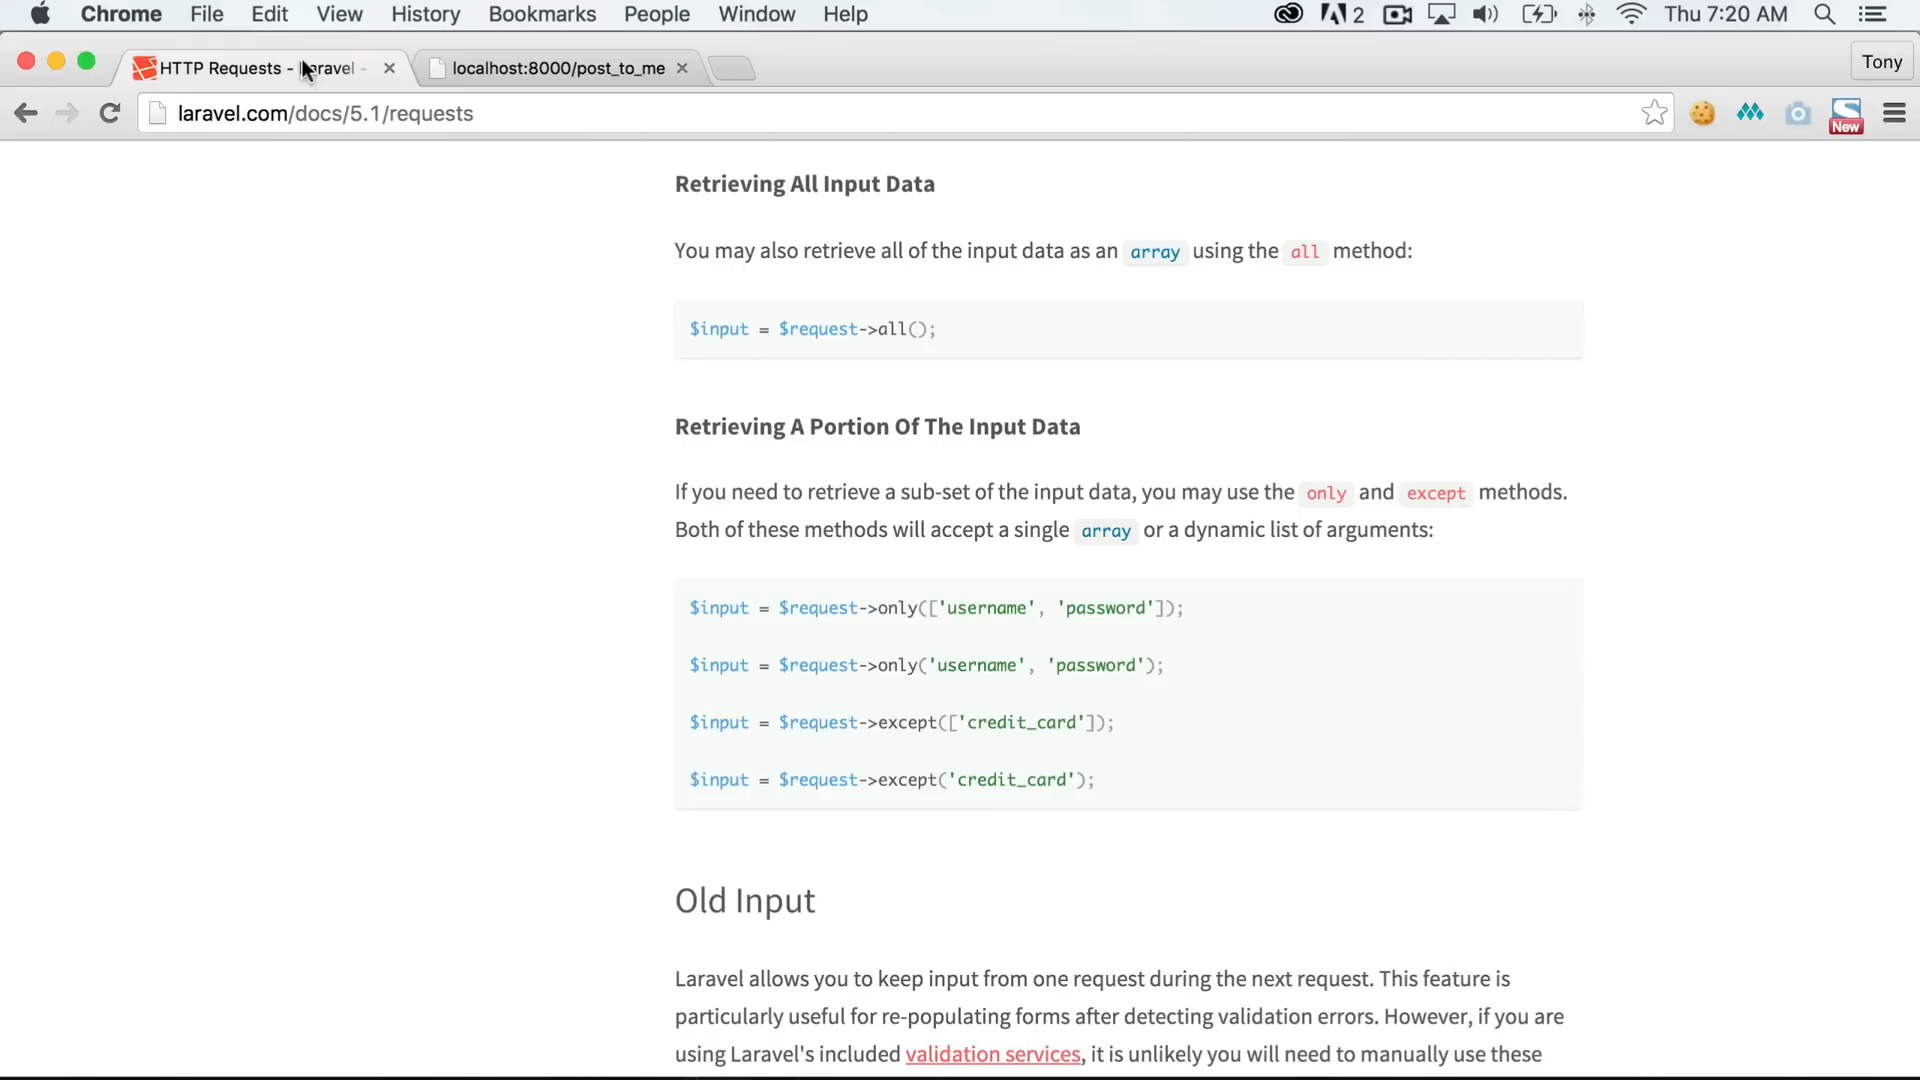 Chrome File Edit View History Bookmarks People Window Help 2 Thu 7:20 AM
HTTP Requests - Laravel -
localhost:8000/post_to_me
Tony
laravel.com/docs/5.1/requests
New
Retrieving All Input Data
You may also retrieve all of the input data as an array using the all method:
$input = $request->all();
Retrieving A Portion Of The Input Data
If you need to retrieve a sub-set of the input data, you may use the only and except methods.
Both of these methods will accept a single array or a dynamic list of arguments:
$input = $request->only(['username', 'password']);
$input = $request->only('username', 'password');
$input = $request->except(['credit_card']);
$input = $request->except('credit_card');
Old Input
Laravel allows you to keep input from one request during the next request. This feature is
particularly useful for re-populating forms after detecting validation errors. However, if you are
using Laravel's included validation services, it is unlikely you will need to manually use these